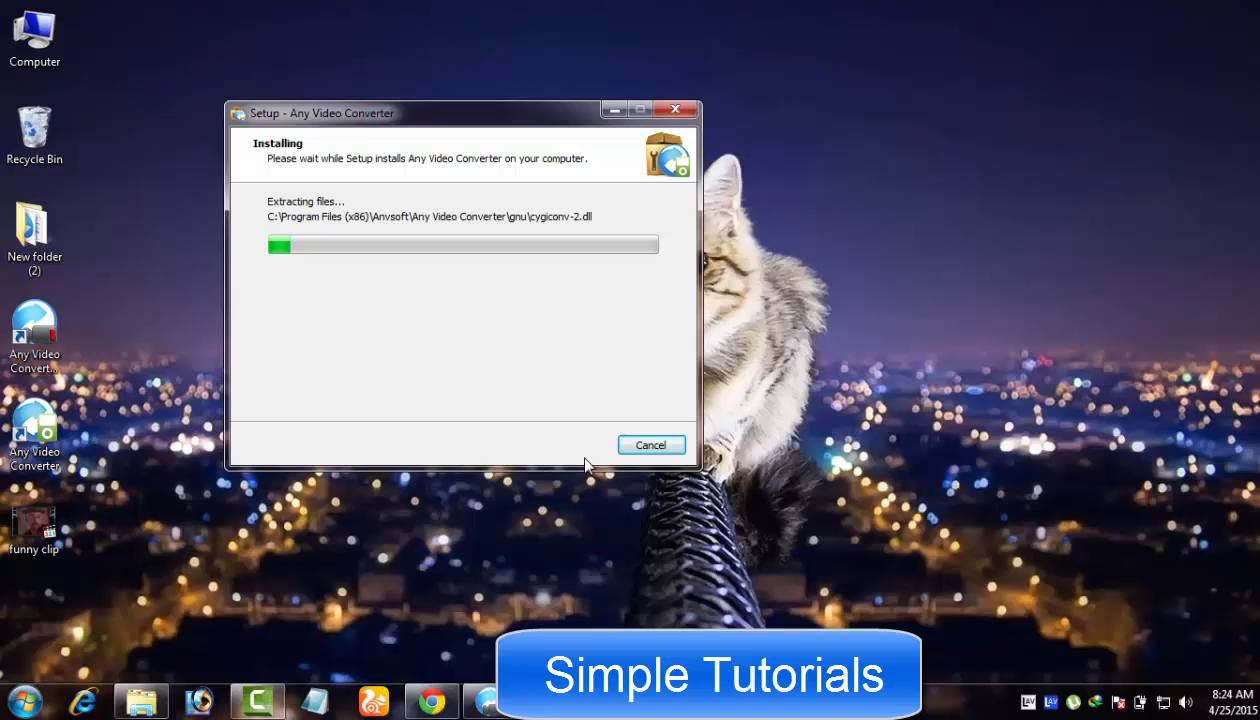 Computer
Recycle Bin
New folder
(2)
Any Video
Convert...
Any Video
Converter
funny clip
Setup - Any Video Converter
Installing
Please wait while Setup installs Any Video Converter on your computer.
Extracting files...
C:\Program Files (x86)\Anvsoft\Any Video Converter\gnu\cygiconv-2.dll
Cancel
Simple Tutorials
LAV
LAV
8:24 AM
4/25/2015